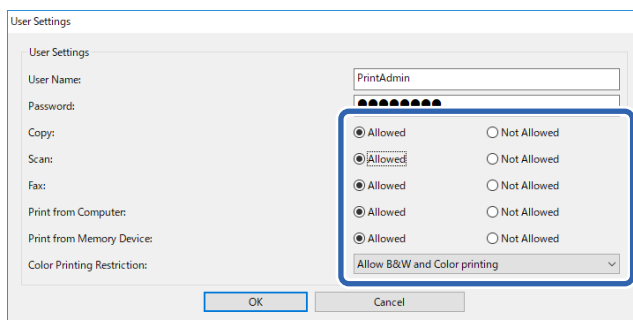 User Settings
User Settings
User Name: PrintAdmin
Password: ●●●●●●●●
Copy: Allowed Not Allowed
Scan: Allowed Not Allowed
Fax: Allowed Not Allowed
Print from Computer: Allowed Not Allowed
Print from Memory Device: Allowed Not Allowed
Color Printing Restriction: Allow B&W and Color printing
OK Cancel